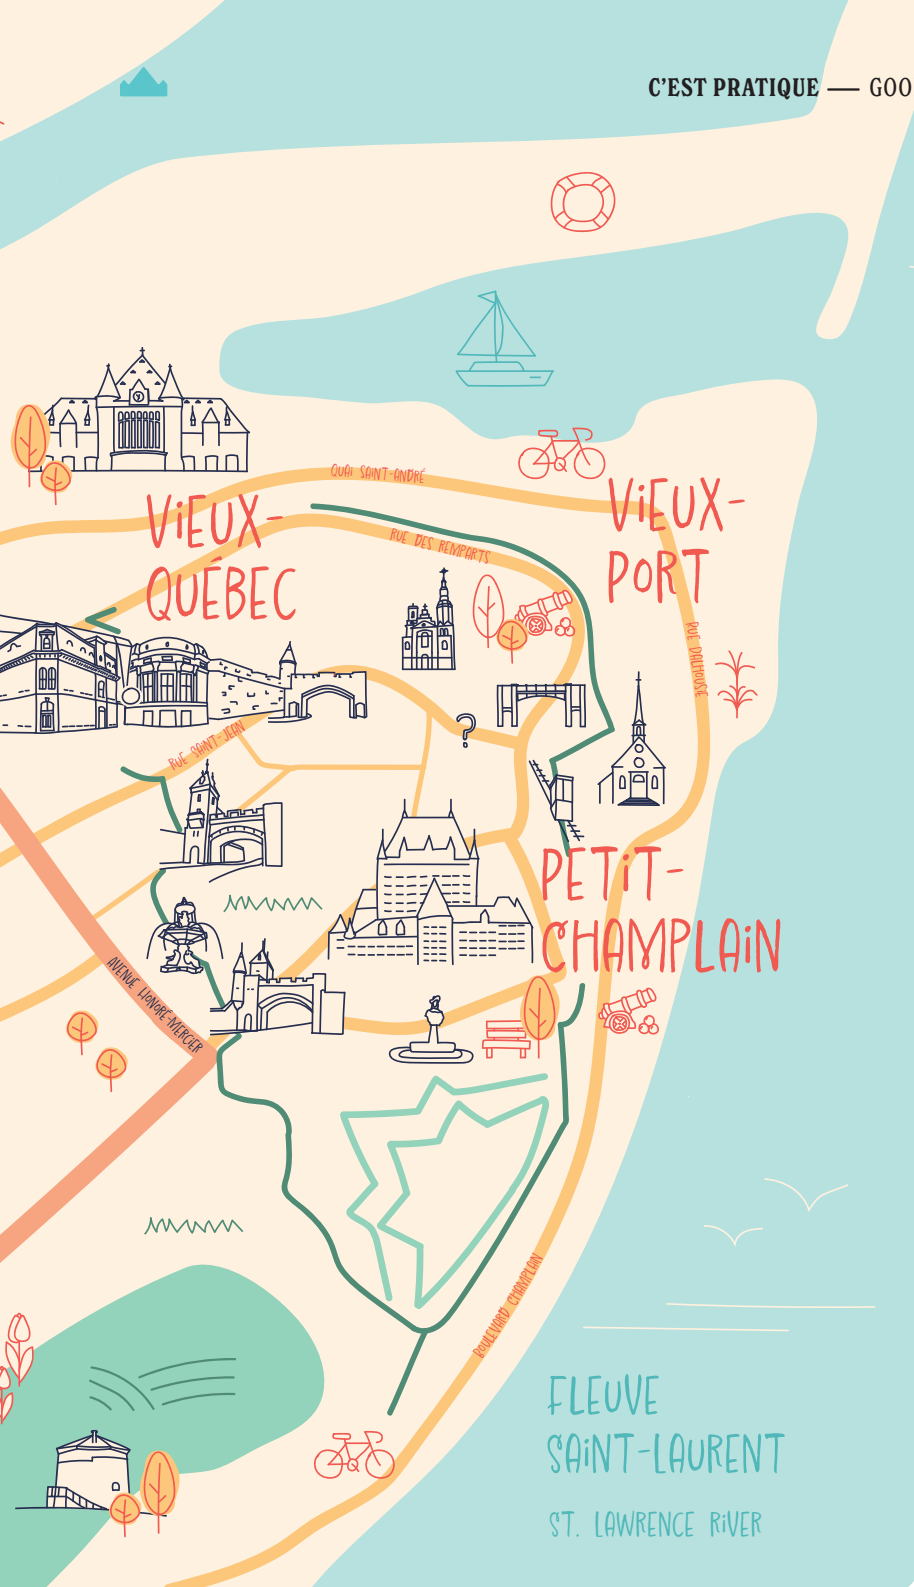 C'EST PRATIQUE — GOO
QUAi SAiNT-ANDRÉ
ViEUX-
QUÉBEC
RUE DES REMPARTS
ViEUX-
PORT
RUE DALHOUSIE
RUE SAiNT-JEAN
?
PETiT-
CHAMPLAiN
AVENUE HONORÉ-MERCiER
BOULEVARD CHAMPLAiN
FLEUVE
SAiNT-LAURENT
ST. LAWRENCE RiVER